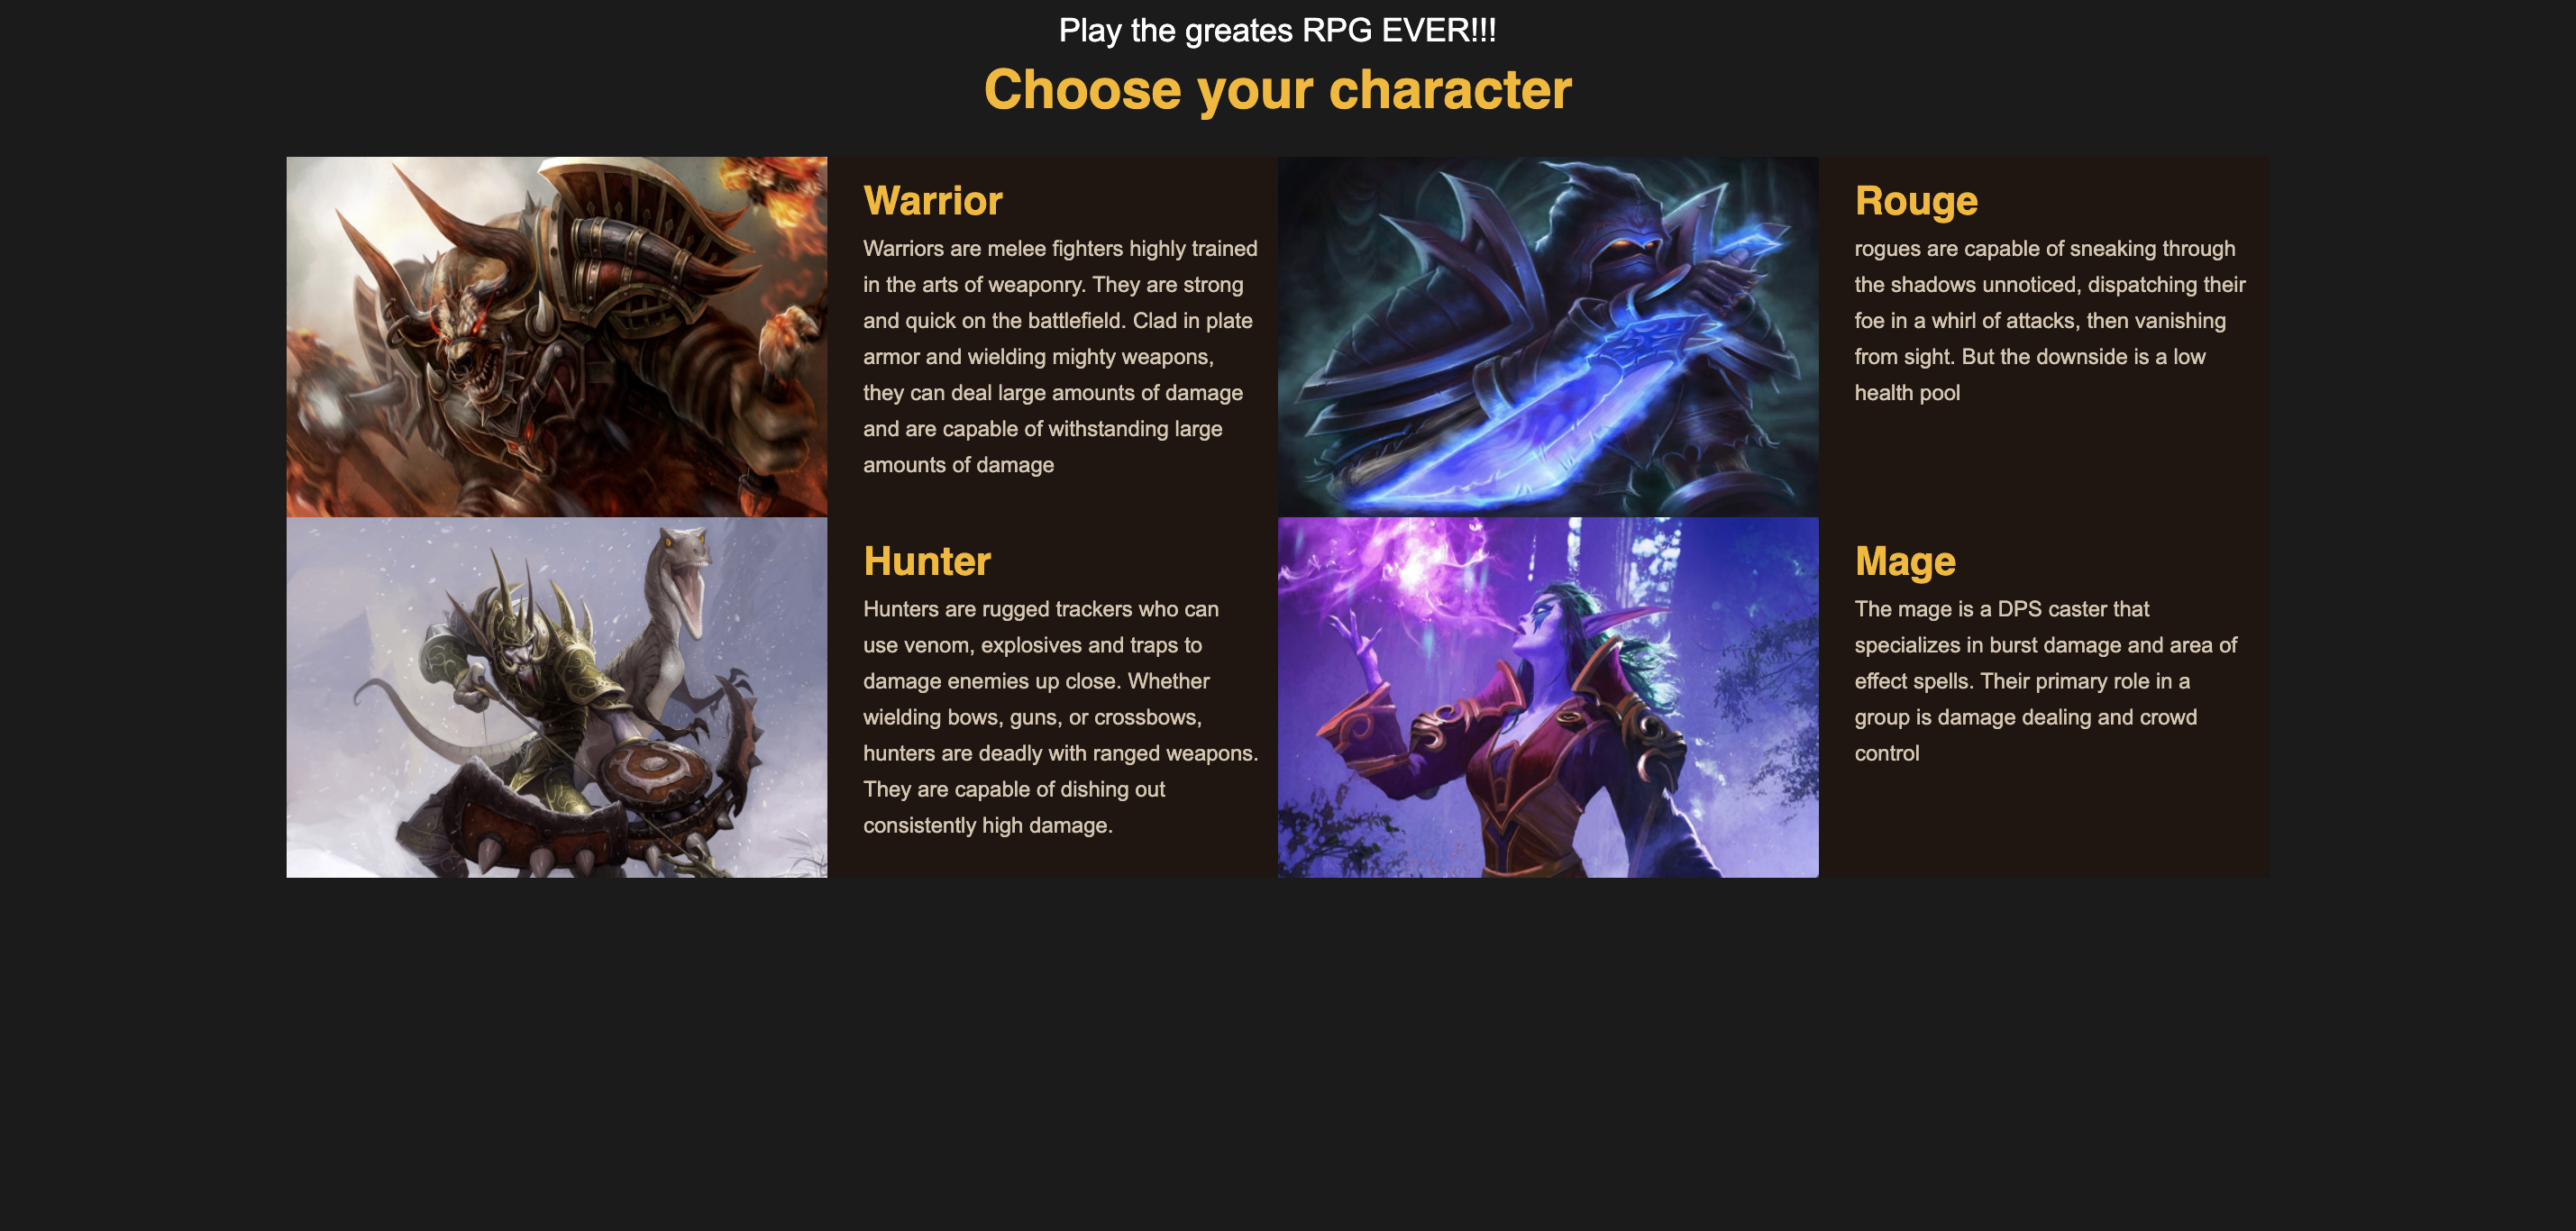 Play the greates RPG EVER!!!
Choose your character
Warrior
Warriors are melee fighters highly trained
in the arts of weaponry. They are strong
and quick on the battlefield. Clad in plate
armor and wielding mighty weapons,
they can deal large amounts of damage
and are capable of withstanding large
amounts of damage
Rouge
rogues are capable of sneaking through
the shadows unnoticed, dispatching their
foe in a whirl of attacks, then vanishing
from sight. But the downside is a low
health pool
Hunter
Hunters are rugged trackers who can
use venom, explosives and traps to
damage enemies up close. Whether
wielding bows, guns, or crossbows,
hunters are deadly with ranged weapons.
They are capable of dishing out
consistently high damage.
Mage
The mage is a DPS caster that
specializes in burst damage and area of
effect spells. Their primary role in a
group is damage dealing and crowd
control